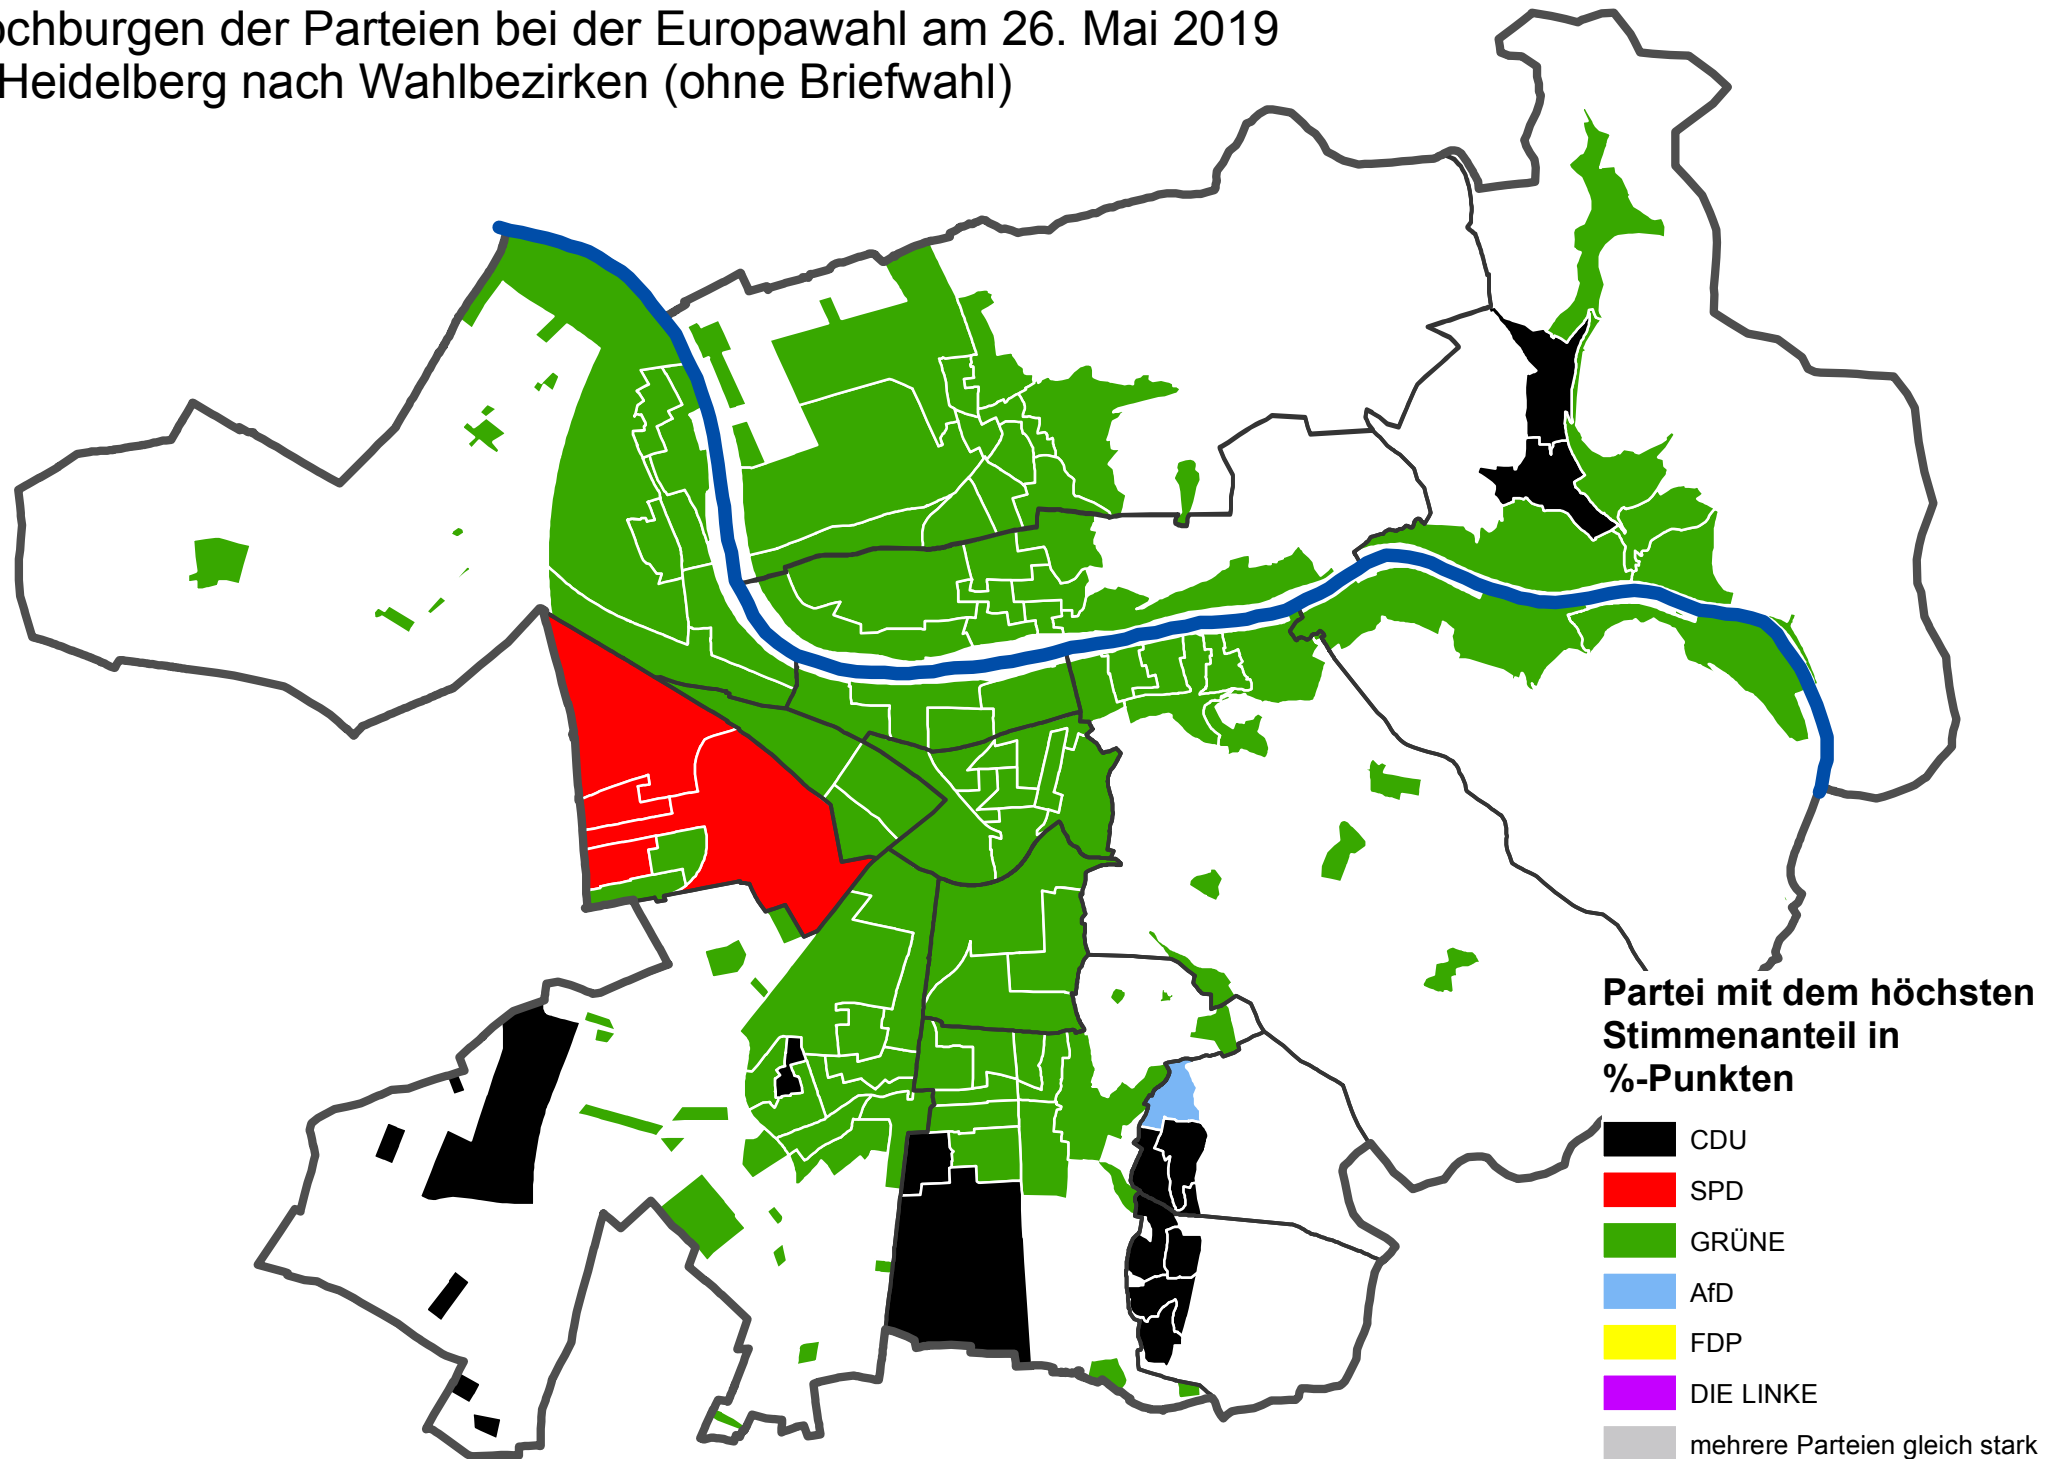 ochburgen der Parteien bei der Europawahl am 26. Mai 2019
Heidelberg nach Wahlbezirken (ohne Briefwahl)
Partei mit dem höchsten
Stimmenanteil in
%-Punkten
CDU
SPD
GRÜNE
AfD
FDP
DIE LINKE
mehrere Parteien gleich stark